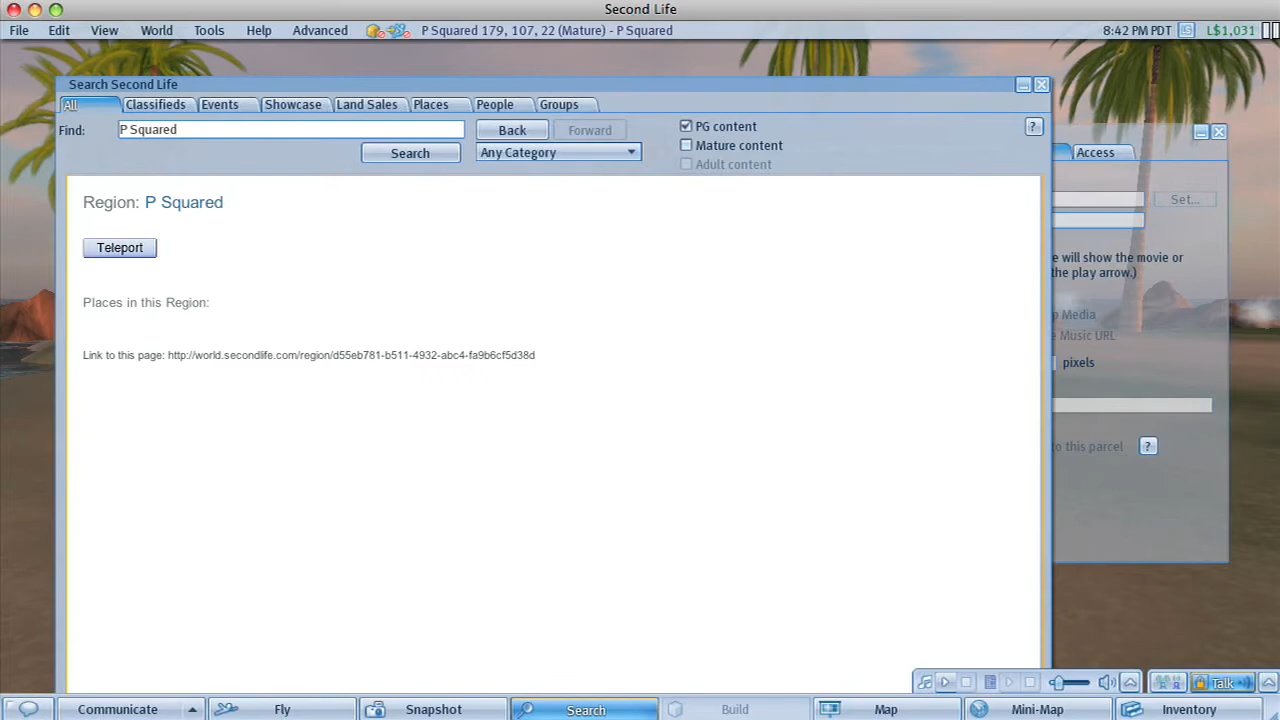 Second Life
File Edit View World Tools Help Advanced P Squared 179, 107, 22 (Mature) - P Squared 8:42 PM PDT L$1,031
Search Second Life
All Classifieds Events Showcase Land Sales Places People Groups
Find: P Squared Back Forward PG content ?
Search Any Category Mature content
Adult content
Access
Region: P Squared
Set...
Teleport
e will show the movie or
the play arrow.)
Places in this Region:
p Media
e Music URL
Link to this page: http://world.secondlife.com/region/d55eb781-b511-4932-abc4-fa9b6cf5d38d
pixels
to this parcel ?
Talk
Communicate Fly Snapshot Search Build Map Mini-Map Inventory